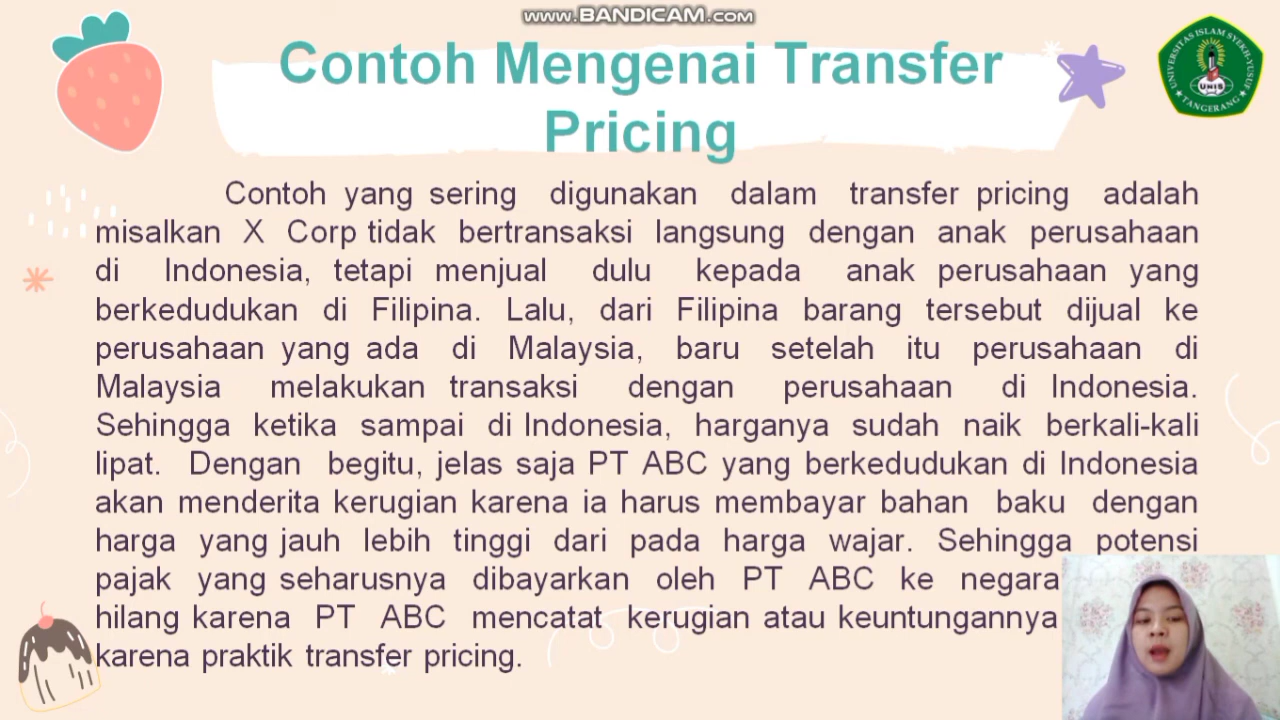 WWW.BANDICAM.COM
Contoh Mengenai Transfer
Pricing
UNIVERSITAS ISLAM SYEKH-YUSUF
UNIS
TANGERANG
Contoh yang sering digunakan dalam transfer pricing adalah
misalkan X Corp tidak bertransaksi langsung dengan anak perusahaan
di Indonesia, tetapi menjual dulu kepada anak perusahaan yang
berkedudukan di Filipina. Lalu, dari Filipina barang tersebut dijual ke
perusahaan yang ada di Malaysia, baru setelah itu perusahaan di
Malaysia melakukan transaksi dengan perusahaan di Indonesia.
Sehingga ketika sampai di Indonesia, harganya sudah naik berkali-kali
lipat. Dengan begitu, jelas saja PT ABC yang berkedudukan di Indonesia
akan menderita kerugian karena ia harus membayar bahan baku dengan
harga yang jauh lebih tinggi dari pada harga wajar. Sehingga potensi
pajak yang seharusnya dibayarkan oleh PT ABC ke negara
hilang karena PT ABC mencatat kerugian atau keuntungannya
karena praktik transfer pricing.